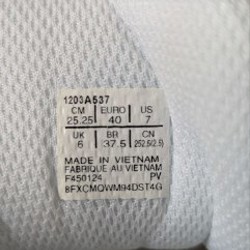 1203A537
CM EURO US
25.25 40 7
UK BR CN
6 37.5 252.5(2.5)
MADE IN VIETNAM
FABRIQUE AU VIETNAM
F450124 PV
8FXCMQWM94DST4G